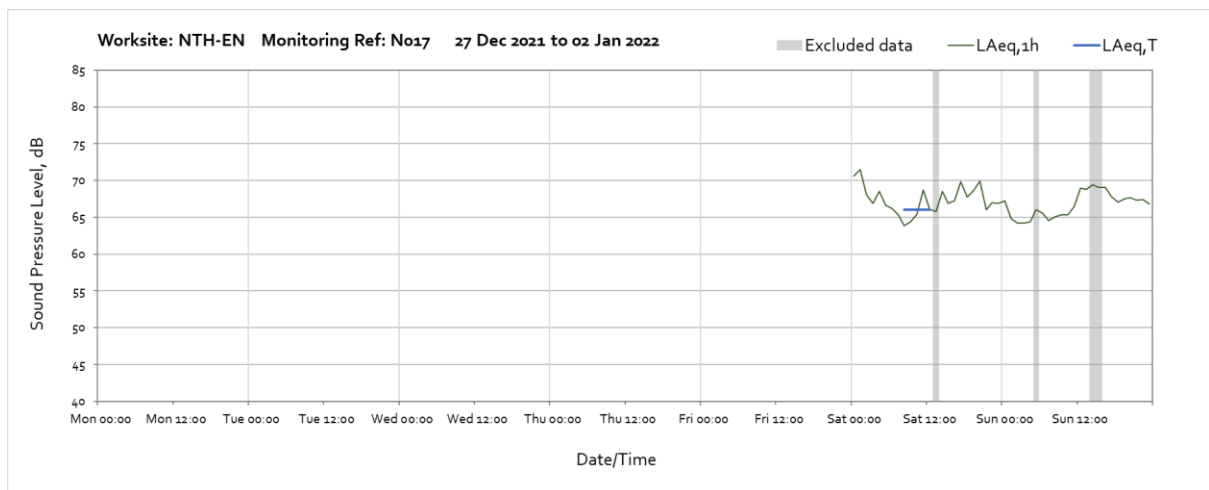 Worksite: NTH-EN Monitoring Ref: N017 27 Dec 2021 to 02 Jan 2022
Excluded data LAeq,1h LAeq,T
85
80
75
70
65
60
55
50
45
40
Sound Pressure Level, dB
Mon 00:00 Mon 12:00 Tue 00:00 Tue 12:00 Wed 00:00 Wed 12:00 Thu 00:00 Thu 12:00 Fri 00:00 Fri 12:00 Sat 00:00 Sat 12:00 Sun 00:00 Sun 12:00
Date/Time